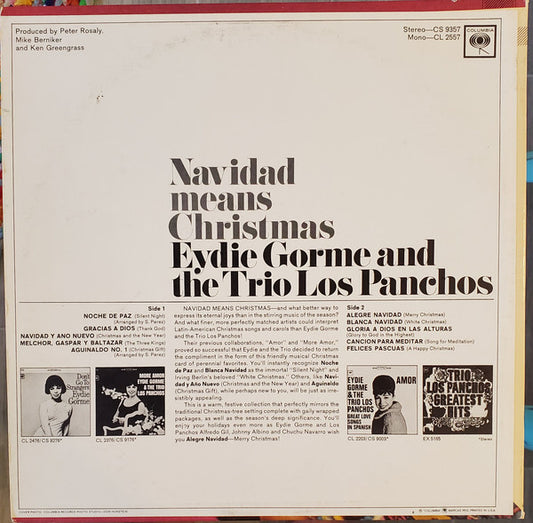 Produced by Peter Rosaly,
Mike Berniker
and Ken Greengrass
Stereo—CS 9357
Mono—CL 2557
COLUMBIA
Navidad
means
Christmas
Eydie Gorme and
the Trio Los Panchos
Side 1
NOCHE DE PAZ (Silent Night)
(Arranged by S. Perez)
GRACIAS A DIOS (Thank God)
NAVIDAD Y AÑO NUEVO (Christmas and the New Year)
MELCHOR, GASPAR Y BALTAZAR (The Three Kings)
AGUINALDO NO. 1 (Christmas Gift)
(Arranged by S. Perez)
NAVIDAD MEANS CHRISTMAS—and what better way to
express its eternal joys than in the stirring music of the season?
And what finer, more perfectly matched artists could interpret
Latin-American Christmas songs and carols than Eydie Gorme
and the Trio Los Panchos!
Their previous collaborations, "Amor" and "More Amor,"
proved so successful that Eydie and the Trio decided to return
the compliment in the form of this friendly musical Christmas
card of perennial favorites. You'll instantly recognize Noche
de Paz and Blanca Navidad as the immortal "Silent Night" and
Irving Berlin's beloved "White Christmas." Others, like Navi-
dad y Año Nuevo (Christmas and the New Year) and Aguinaldo
(Christmas Gift), while perhaps new to you, will be just as irre-
sistibly appealing.
This is a warm, festive collection that perfectly mirrors the
traditional Christmas-tree setting complete with gaily wrapped
packages, as well as the season's deep significance. You'll
enjoy your holidays even more as Eydie Gorme and Los
Panchos Alfredo Gil, Johnny Albino and Chucho Navarro wish
you Alegre Navidad—Merry Christmas!
Side 2
ALEGRE NAVIDAD (Merry Christmas)
BLANCA NAVIDAD (White Christmas)
GLORIA A DIOS EN LAS ALTURAS
(Glory to God in the Highest)
CANCION PARA MEDITAR (Song for Meditation)
FELICES PASCUAS (A Happy Christmas)
Don't
Go To
Strangers
Eydie
Gorme
CL 2476/CS 9276*
MORE AMOR
EYDIE GORME
& THE TRIO
LOS PANCHOS
CL 2376/CS 9176*
EYDIE
GORME &
THE TRIO
LOS PANCHOS
GREAT LOVE
SONGS
IN SPANISH
AMOR
CL 2203/CS 9003*
TRIO
LOS PANCHOS
GREATEST
HITS
EX 5165
*Stereo